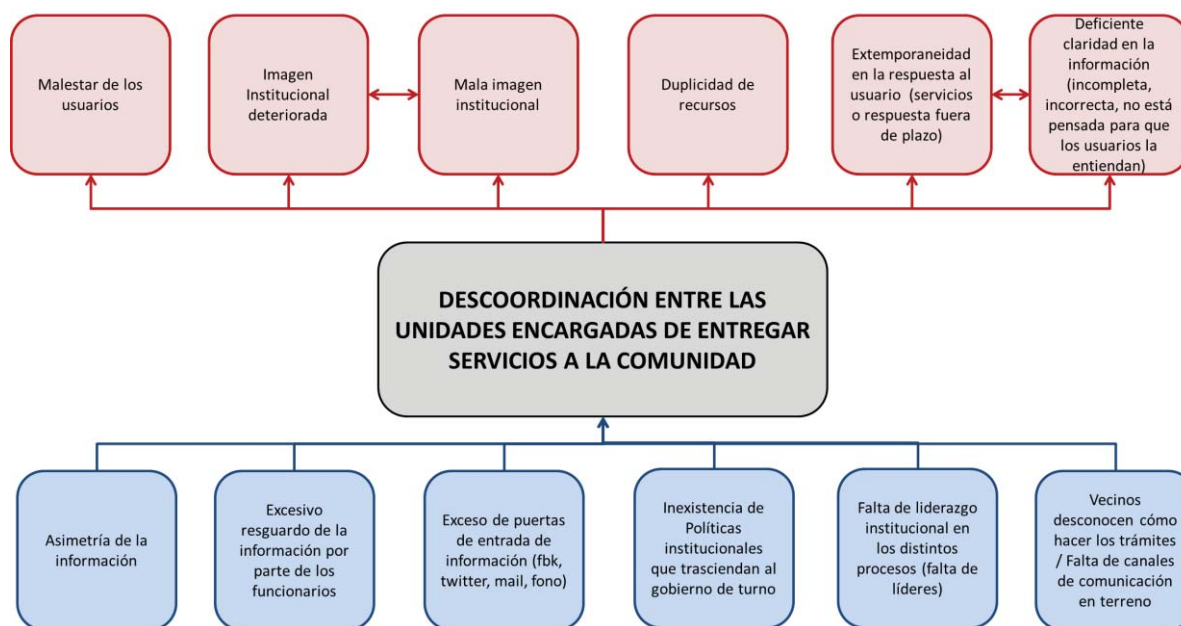 Malestar de los
usuarios
Imagen
Institucional
deteriorada
Mala imagen
institucional
Duplicidad de
recursos
Extemporaneidad
en la respuesta al
usuario (servicios
o respuesta fuera
de plazo)
Deficiente
claridad en la
información
(incompleta,
incorrecta, no está
pensada para que
los usuarios la
entiendan)
DESCOORDINACIÓN ENTRE LAS
UNIDADES ENCARGADAS DE ENTREGAR
SERVICIOS A LA COMUNIDAD
Asimetría de la
información
Excesivo
resguardo de la
información por
parte de los
funcionarios
Exceso de puertas
de entrada de
información (fbk,
twitter, mail, fono)
Inexistencia de
Políticas
institucionales
que trasciendan al
gobierno de turno
Falta de liderazgo
institucional en
los distintos
procesos (falta de
líderes)
Vecinos
desconocen cómo
hacer los trámites
/ Falta de canales
de comunicación
en terreno